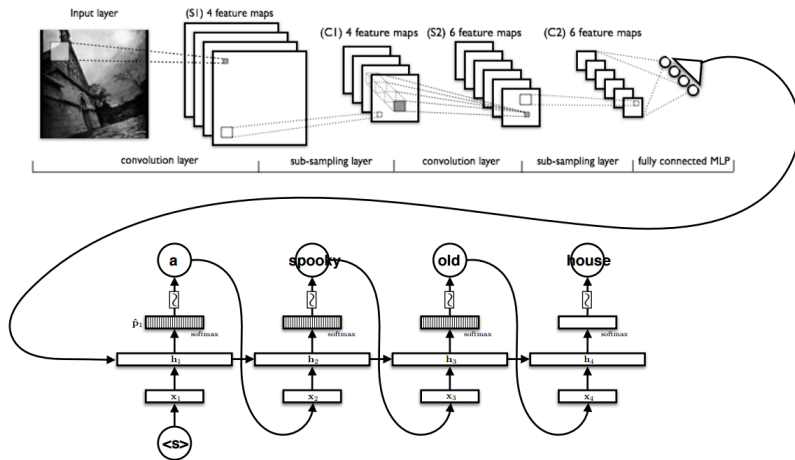 Input layer
(S1) 4 feature maps
(C1) 4 feature maps
(S2) 6 feature maps
(C2) 6 feature maps
convolution layer
sub-sampling layer
convolution layer
sub-sampling layer
fully connected MLP
a
spooky
old
house
p̂₁
softmax
softmax
softmax
softmax
h₁
h₂
h₃
h₄
x₁
x₂
x₃
x₄
<s>